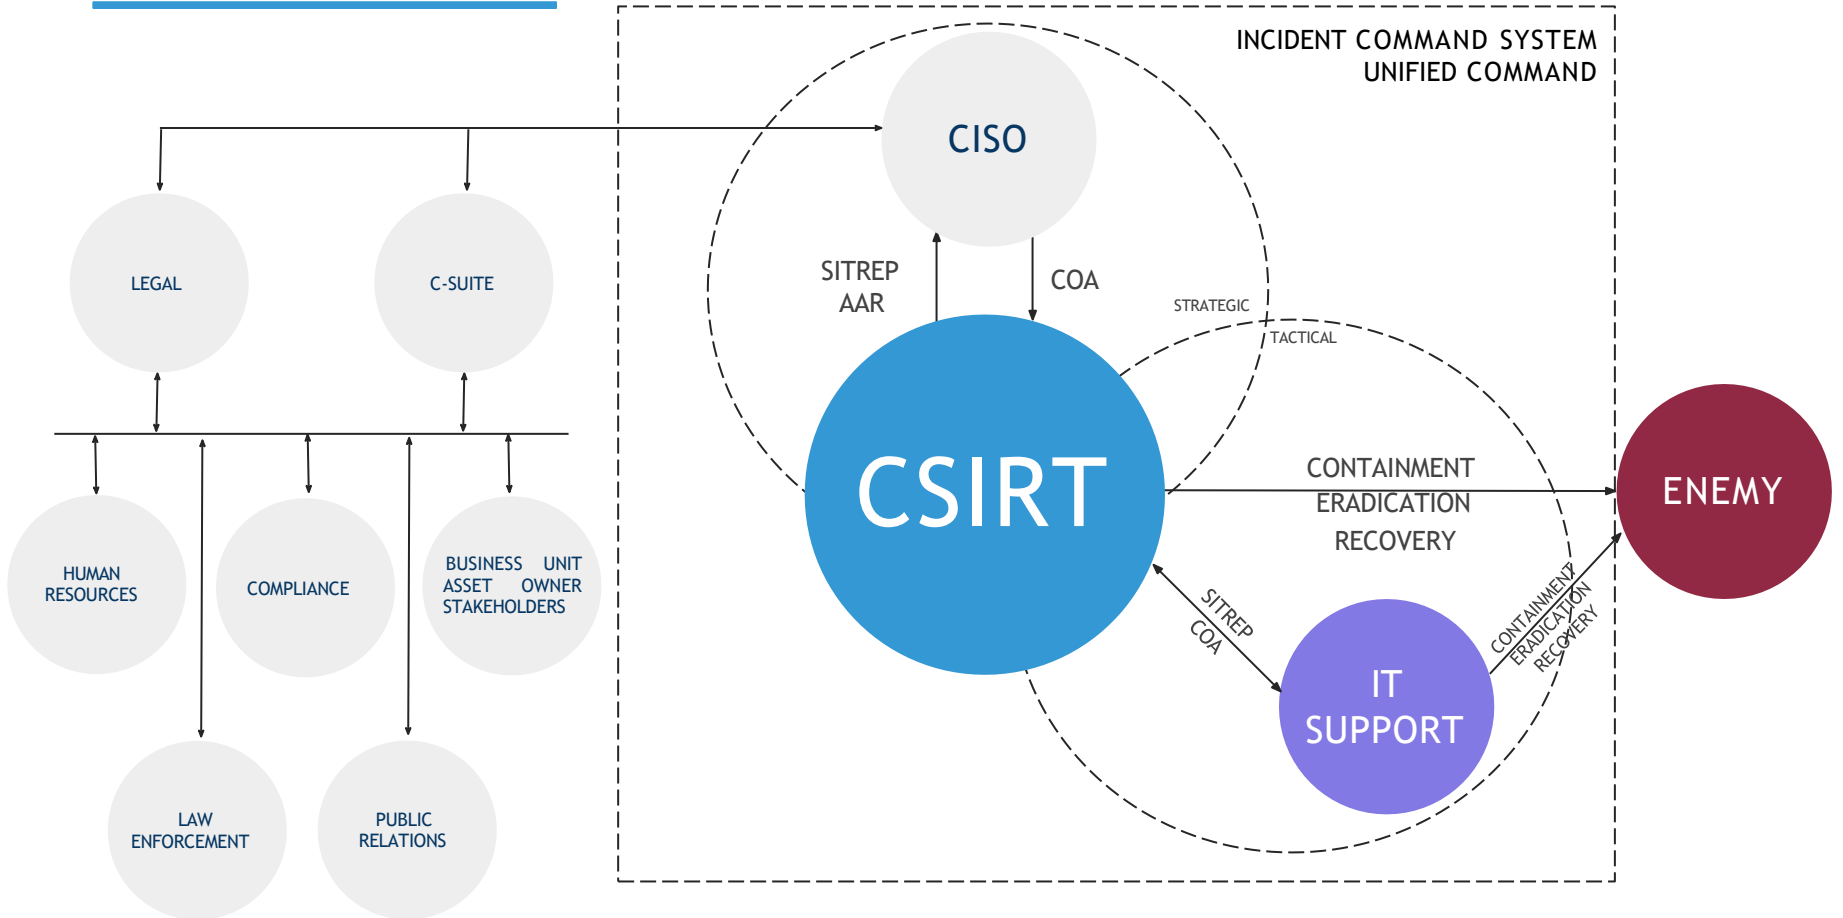 INCIDENT COMMAND SYSTEM
UNIFIED COMMAND
CISO
LEGAL
C-SUITE
SITREP
AAR
COA
STRATEGIC
TACTICAL
CSIRT
CONTAINMENT
ERADICATION
RECOVERY
ENEMY
HUMAN
RESOURCES
COMPLIANCE
BUSINESS UNIT
ASSET OWNER
STAKEHOLDERS
SITREP
COA
CONTAINMENT
ERADICATION
RECOVERY
IT
SUPPORT
LAW
ENFORCEMENT
PUBLIC
RELATIONS